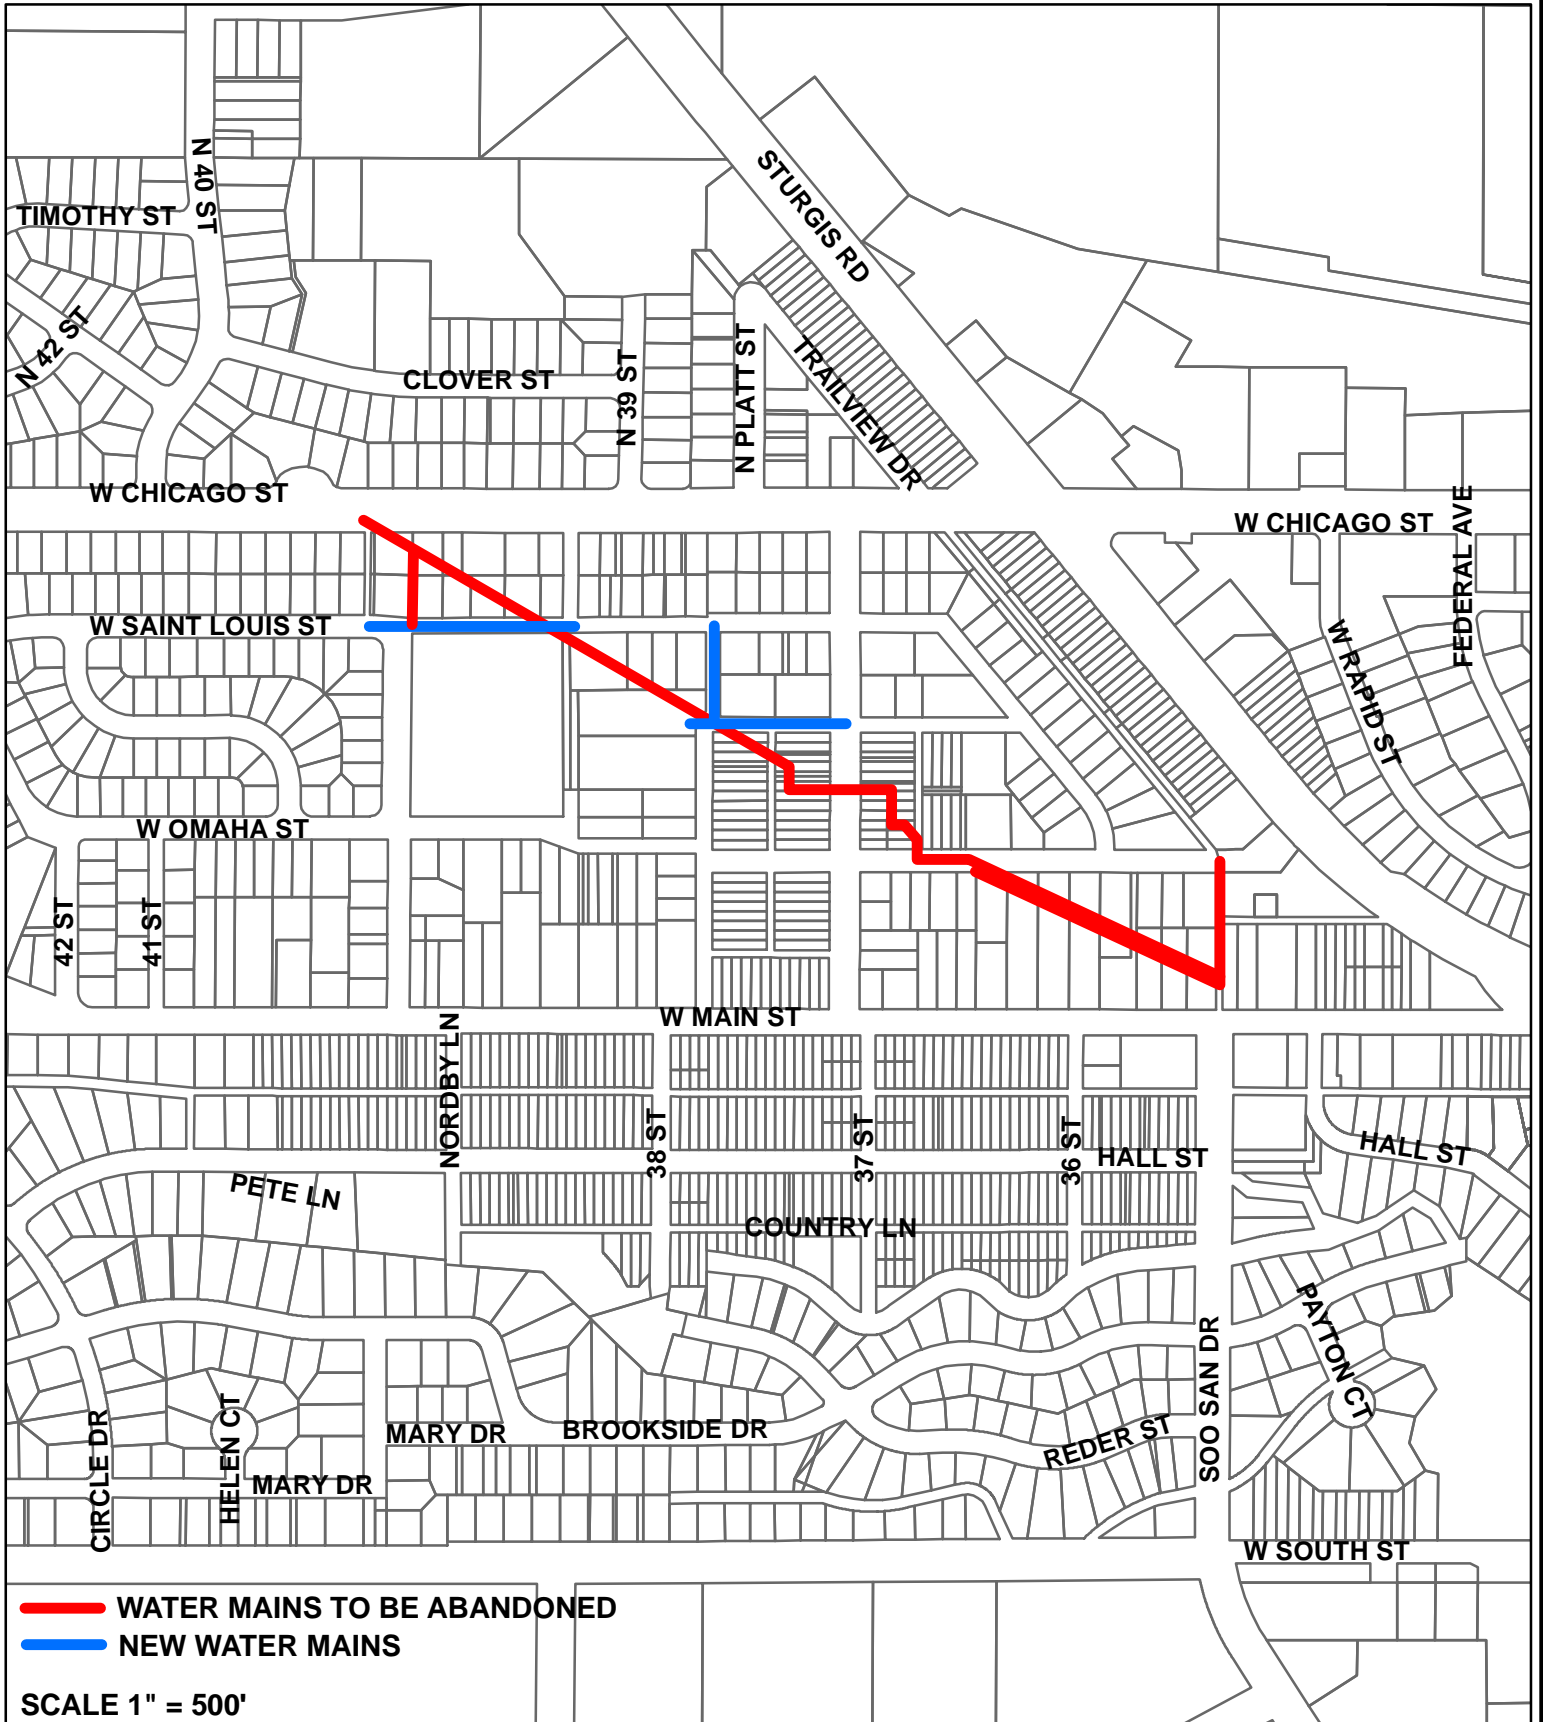 N 40 ST
STURGIS RD
TIMOTHY ST
N 42 ST
CLOVER ST
N 39 ST
N PLATT ST
TRAILVIEW DR
W CHICAGO ST
W CHICAGO ST
FEDERAL AVE
W SAINT LOUIS ST
W RAPID ST
W OMAHA ST
42 ST
41 ST
W MAIN ST
NORDBY LN
38 ST
37 ST
36 ST
HALL ST
HALL ST
PETE LN
COUNTRY LN
PAYTON CT
SOO SAN DR
CIRCLE DR
HELEN CT
MARY DR
BROOKSIDE DR
REDER ST
MARY DR
W SOUTH ST
WATER MAINS TO BE ABANDONED
NEW WATER MAINS
SCALE 1" = 500'